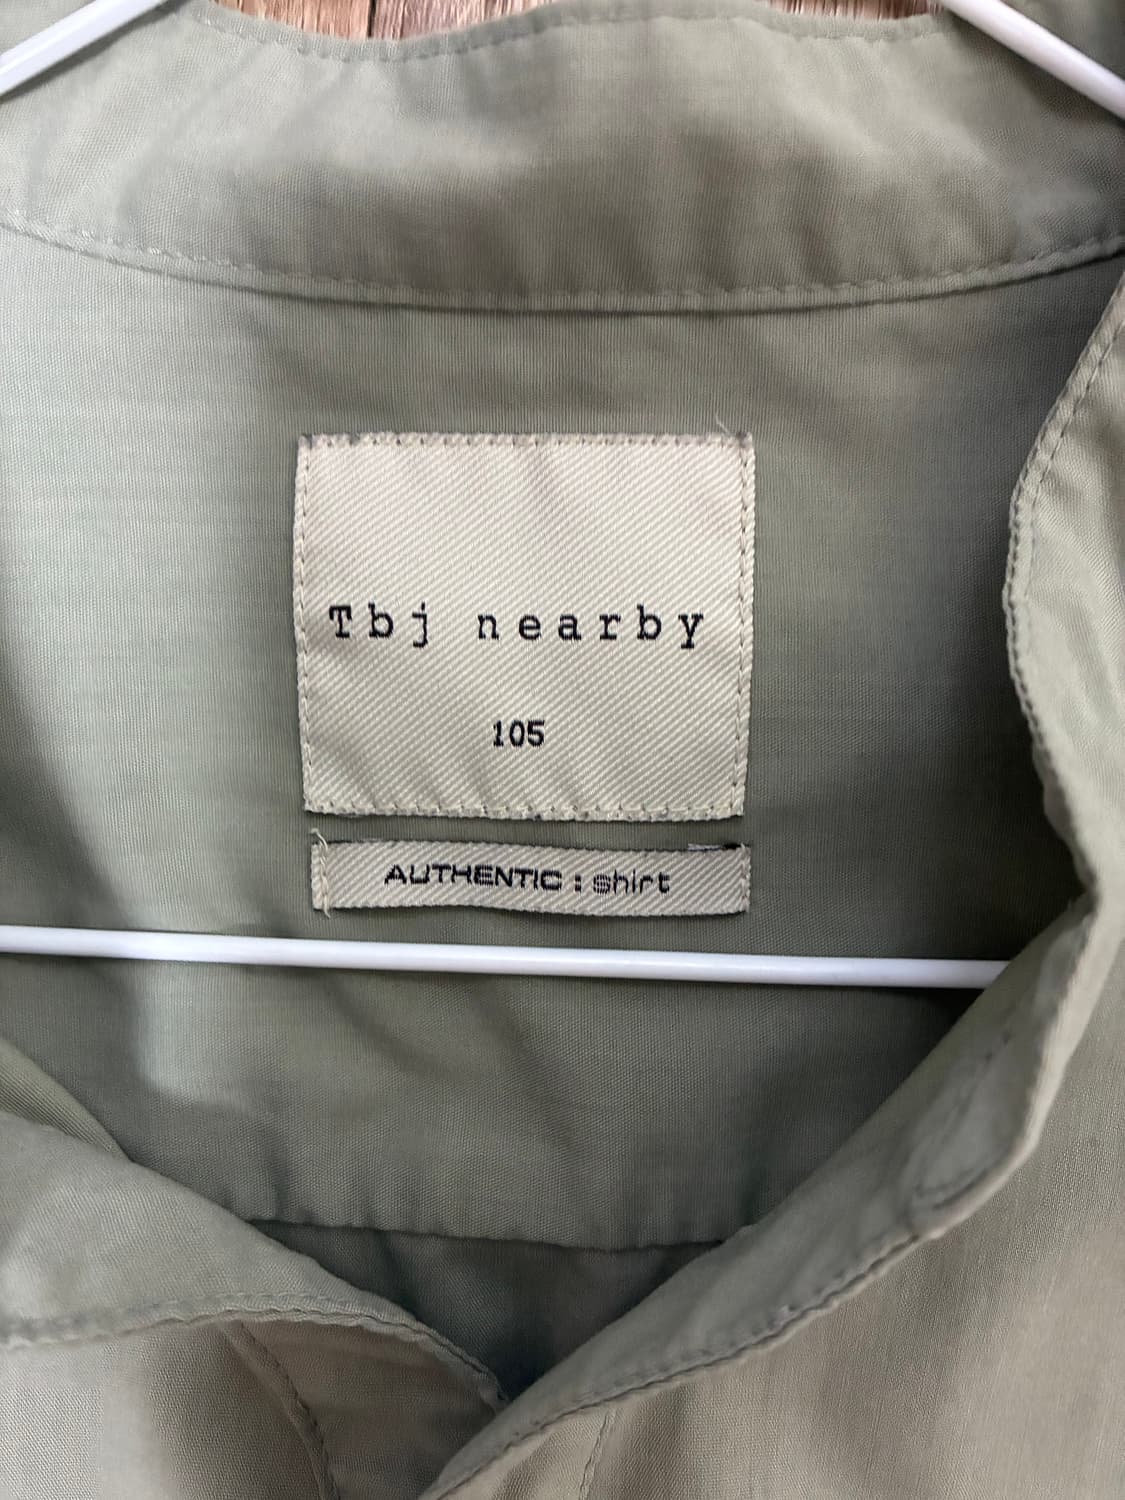 Tbj nearby
105
AUTHENTIC : shirt